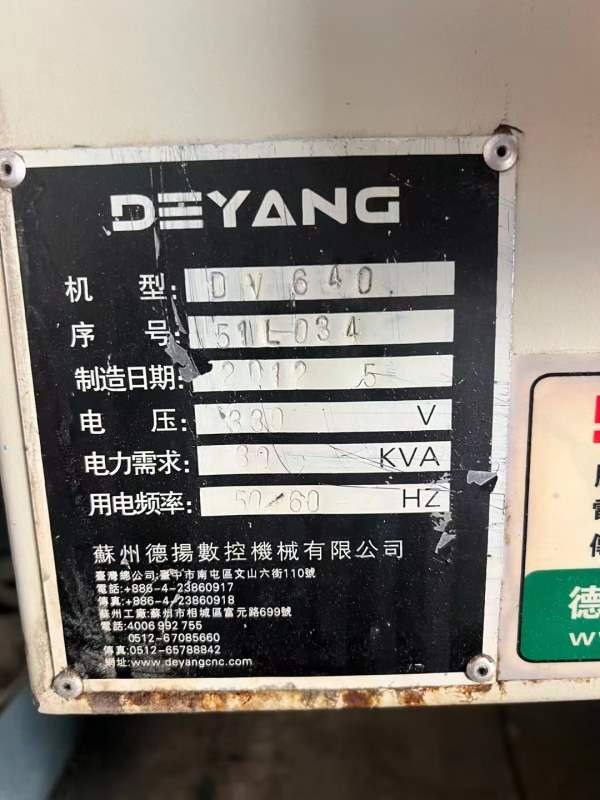 DEYANG
机 型: DV 640
序 号: 51L034
制造日期: 2012 5
电 压: 330 V
电力需求: 30 KVA
用电频率: 50/60 HZ
蘇州德揚數控機械有限公司
臺灣總公司:臺中市南屯區文山六街110號
電話:+886-4-23860917
傳真:+886-4-23860918
蘇州工廠:蘇州市相城區富元路699號
電話:4006 992 755
0512-67085660
傳真:0512-65788842
網址:www.deyangcnc.com
電
傳
德
w